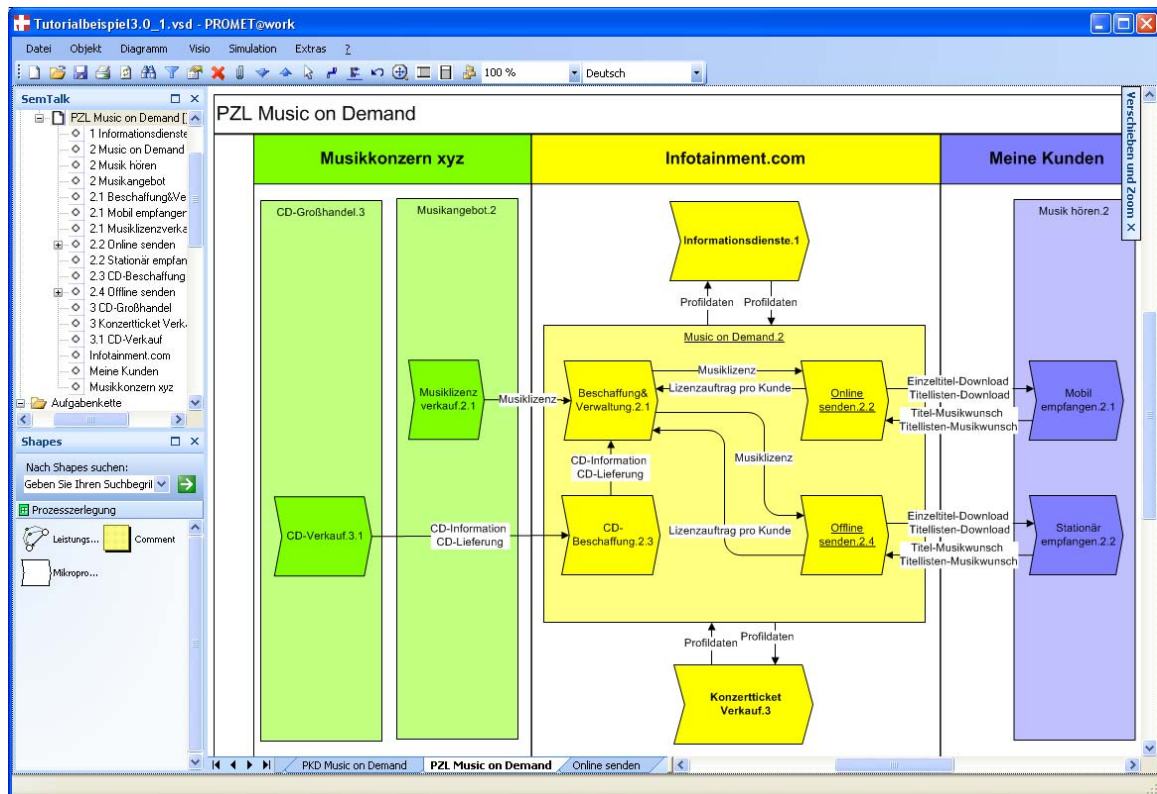 Tutorialbeispiel3.0_1.vsd - PROMET@work
Datei Objekt Diagramm Visio Simulation Extras ?
100 % Deutsch
SemTalk
PZL Music on Demand [
1 Informationsdienste
2 Music on Demand
2 Musik hören
2 Musikangebot
2.1 Beschaffung&Ve
2.1 Mobil empfangen
2.1 Musiklizenzverka
2.2 Online senden
2.2 Stationär empfan
2.3 CD-Beschaffung
2.4 Offline senden
3 CD-Großhandel
3 Konzertticket Verk
3.1 CD-Verkauf
Infotainment.com
Meine Kunden
Musikkonzern xyz
Aufgabenkette
Shapes
Nach Shapes suchen:
Geben Sie Ihren Suchbegriff
Prozesszerlegung
Leistungs...
Comment
Mikropro...
PZL Music on Demand
Verschieben und Zoom X
Musikkonzern xyz
Infotainment.com
Meine Kunden
CD-Großhandel.3
Musikangebot.2
Musik hören.2
Informationsdienste.1
Profildaten
Profildaten
Music on Demand.2
Musiklizenz
verkauf.2.1
Musiklizenz
Beschaffung&
Verwaltung.2.1
Musiklizenz
Lizenzauftrag pro Kunde
Online
senden.2.2
Einzeltitel-Download
Titellisten-Download
Titel-Musikwunsch
Titellisten-Musikwunsch
Mobil
empfangen.2.1
CD-Information
CD-Lieferung
Musiklizenz
CD-Verkauf.3.1
CD-Information
CD-Lieferung
CD-
Beschaffung.2.3
Lizenzauftrag pro Kunde
Offline
senden.2.4
Einzeltitel-Download
Titellisten-Download
Titel-Musikwunsch
Titellisten-Musikwunsch
Stationär
empfangen.2.2
Profildaten
Profildaten
Konzertticket
Verkauf.3
PKD Music on Demand
PZL Music on Demand
Online senden